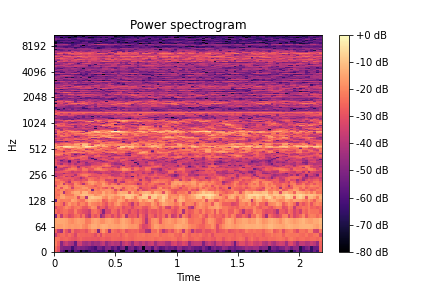 Power spectrogram
8192
4096
2048
1024
512
256
128
64
0
Hz
0 0.5 1 1.5 2
Time
+0 dB
-10 dB
-20 dB
-30 dB
-40 dB
-50 dB
-60 dB
-70 dB
-80 dB